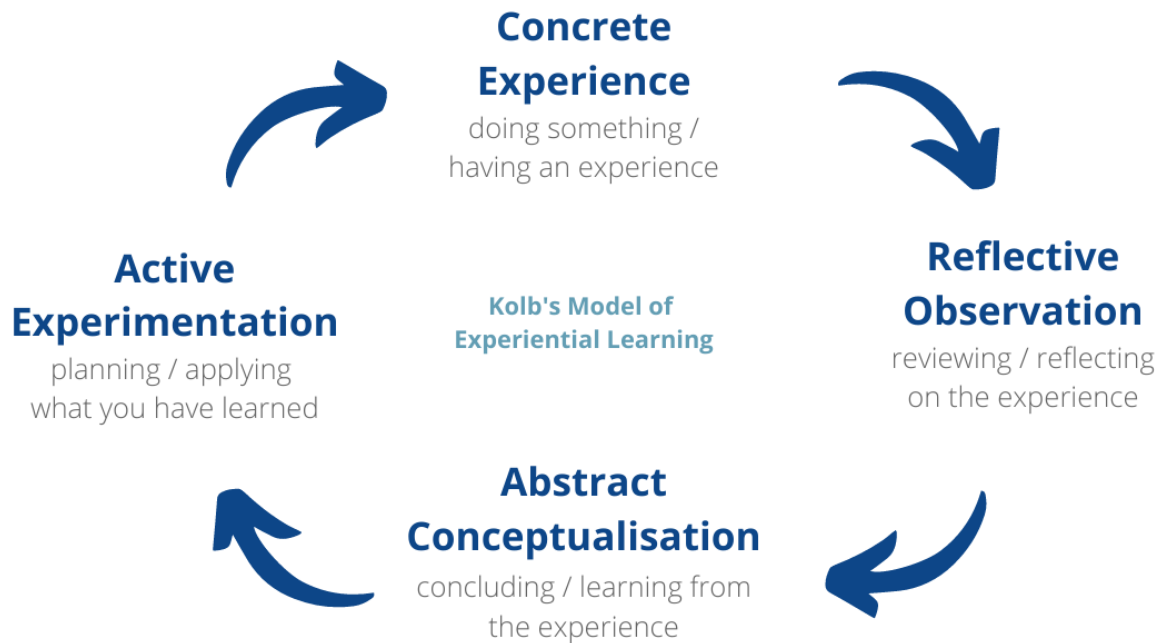 Concrete
Experience
doing something /
having an experience
Reflective
Observation
reviewing / reflecting
on the experience
Abstract
Conceptualisation
concluding / learning from
the experience
Active
Experimentation
planning / applying
what you have learned
Kolb's Model of
Experiential Learning